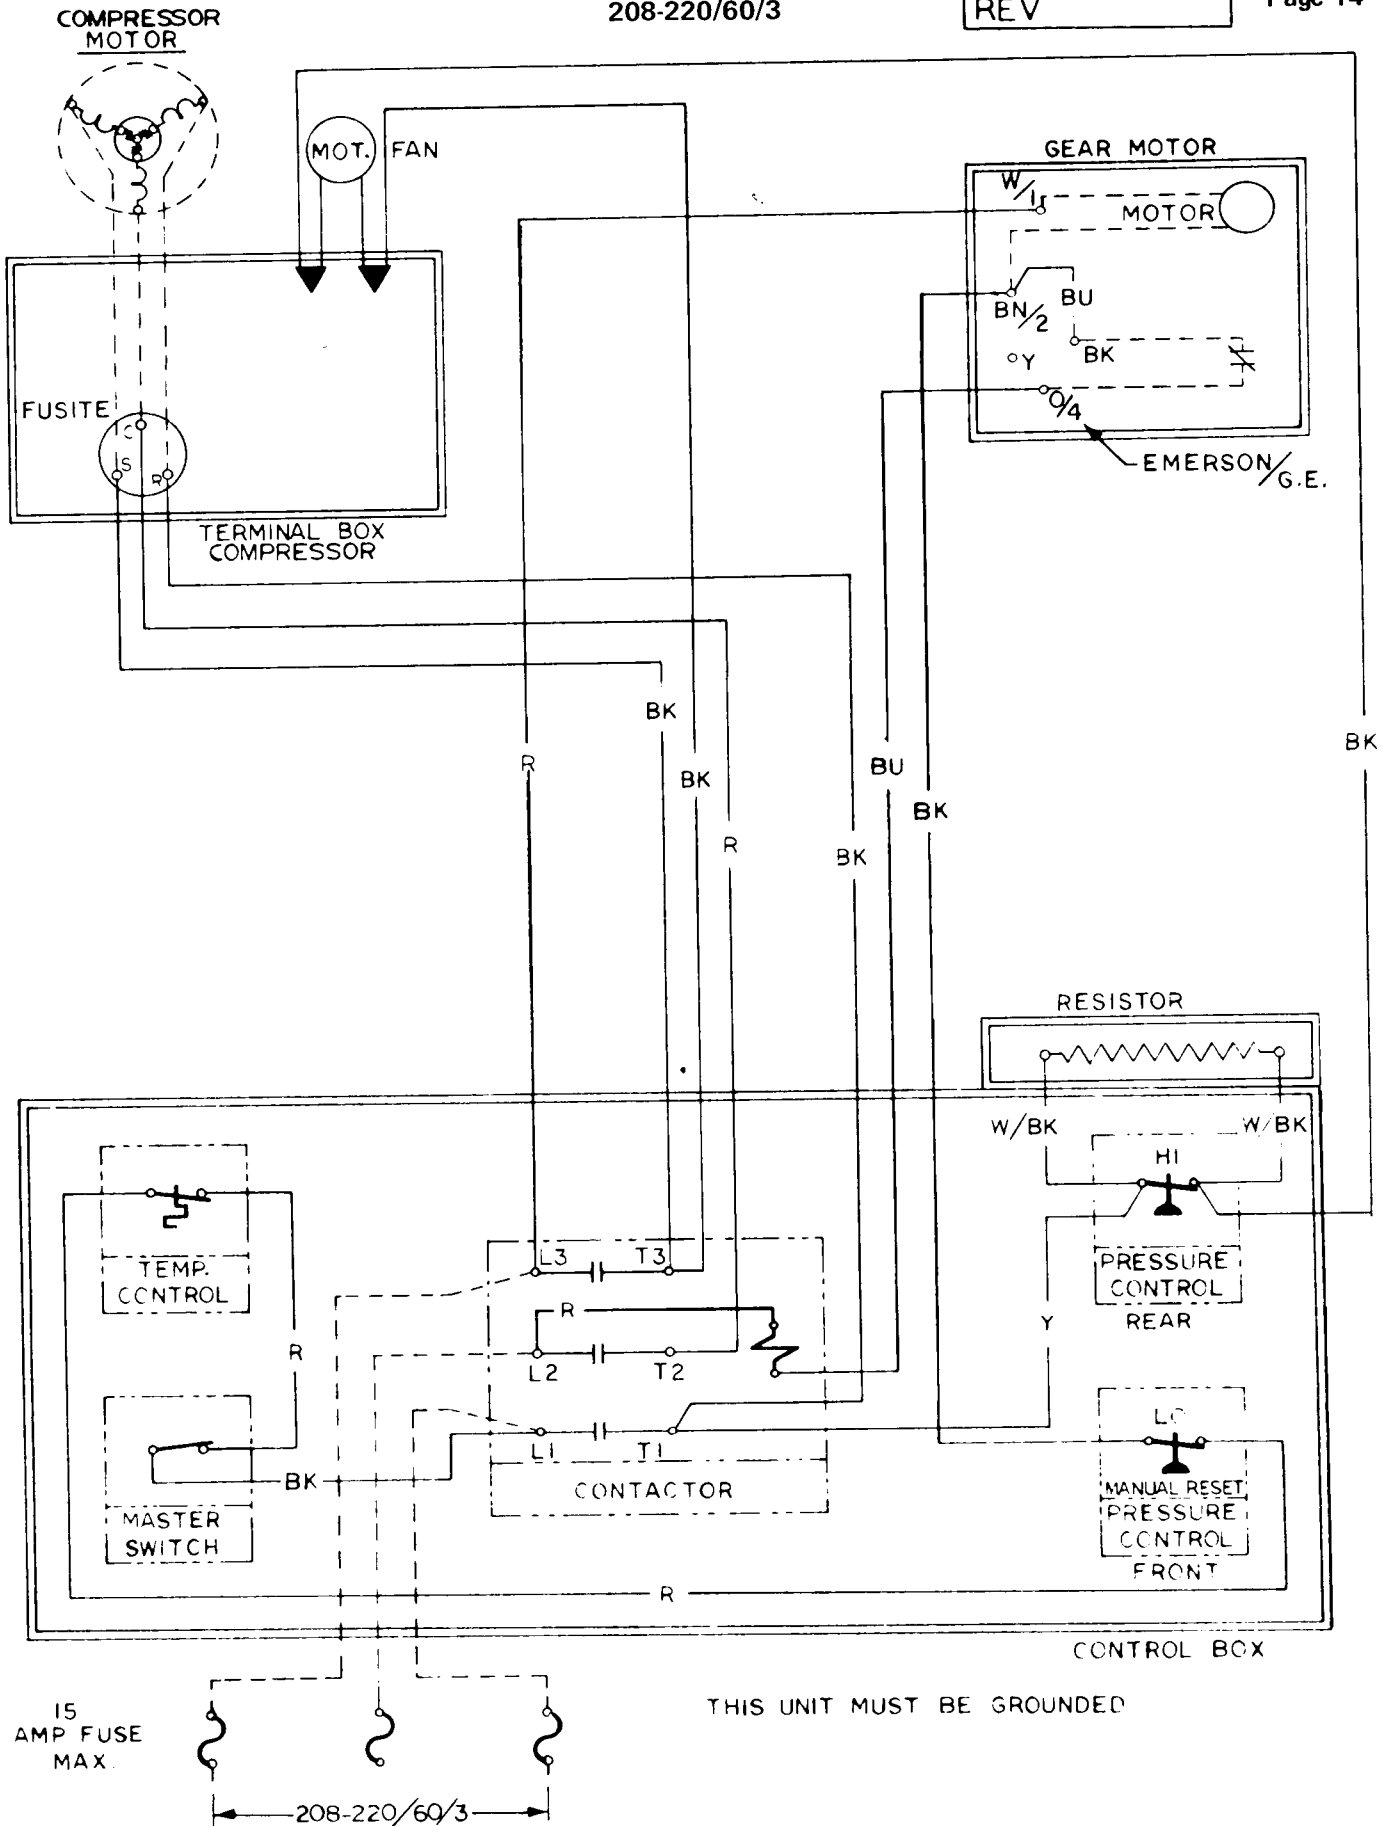 208-220/60/3
REV
COMPRESSOR
MOTOR
MOT.
FAN
GEAR MOTOR
W/1
MOTOR
BN/2
BU
BK
Y
O/4
EMERSON/G.E.
FUSITE
C
S
R
TERMINAL BOX
COMPRESSOR
BK
R
BK
BU
BK
R
BK
BK
RESISTOR
W/BK
W/BK
HI
PRESSURE
CONTROL
REAR
TEMP.
CONTROL
R
L3
T3
R
L2
T2
L1
T1
CONTACTOR
Y
MASTER
SWITCH
BK
MANUAL RESET
PRESSURE
CONTROL
FRONT
R
CONTROL BOX
15
AMP FUSE
MAX.
THIS UNIT MUST BE GROUNDED
208-220/60/3